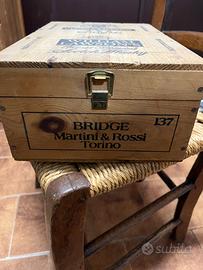 BRIDGE
137
Martini & Rossi
Torino
subito